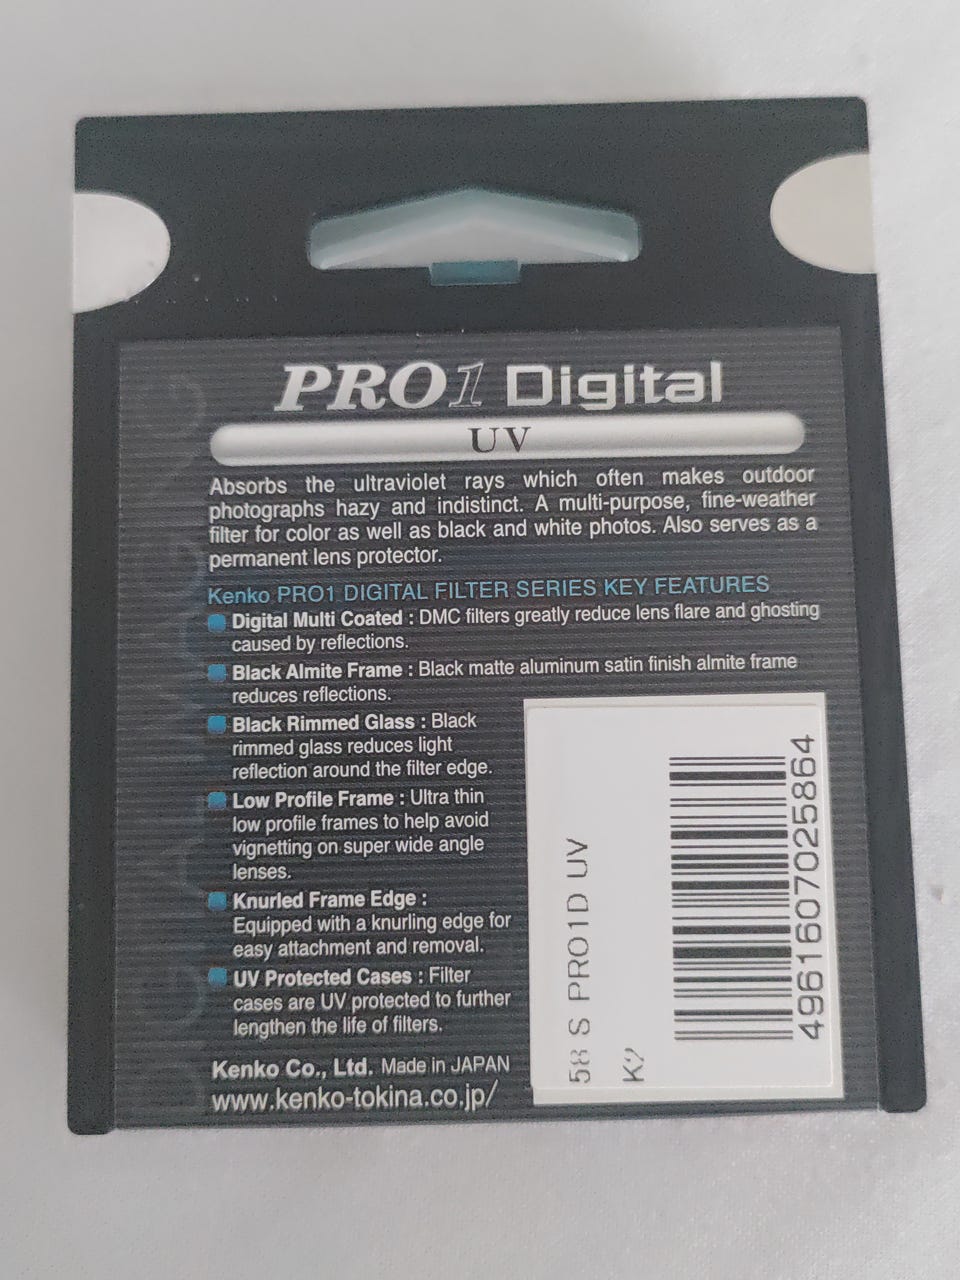 PRO1 Digital
UV
Absorbs the ultraviolet rays which often makes outdoor
photographs hazy and indistinct. A multi-purpose, fine-weather
filter for color as well as black and white photos. Also serves as a
permanent lens protector.
Kenko PRO1 DIGITAL FILTER SERIES KEY FEATURES
Digital Multi Coated : DMC filters greatly reduce lens flare and ghosting
caused by reflections.
Black Almite Frame : Black matte aluminum satin finish almite frame
reduces reflections.
Black Rimmed Glass : Black
rimmed glass reduces light
reflection around the filter edge.
Low Profile Frame : Ultra thin
low profile frames to help avoid
vignetting on super wide angle
lenses.
Knurled Frame Edge :
Equipped with a knurling edge for
easy attachment and removal.
UV Protected Cases : Filter
cases are UV protected to further
lengthen the life of filters.
Kenko Co., Ltd. Made in JAPAN
www.kenko-tokina.co.jp/
58 S PRO1D UV
K2
4961607025864